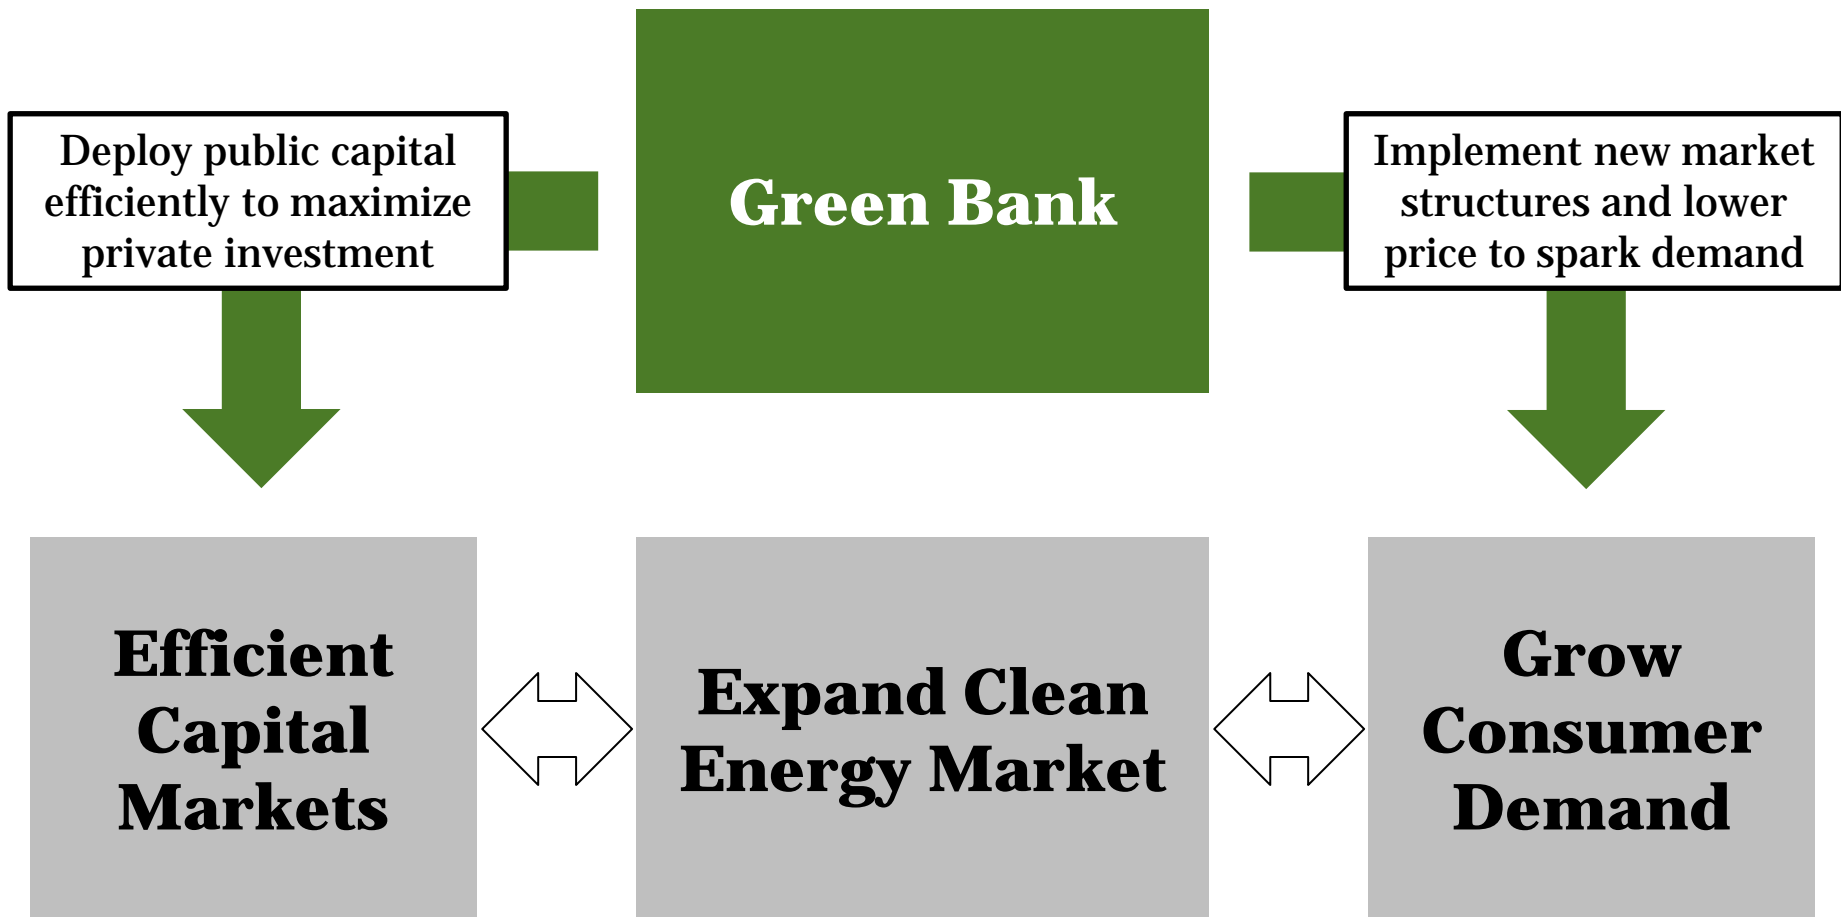 Green Bank
Deploy public capital
efficiently to maximize
private investment
Implement new market
structures and lower
price to spark demand
Efficient
Capital
Markets
Expand Clean
Energy Market
Grow
Consumer
Demand